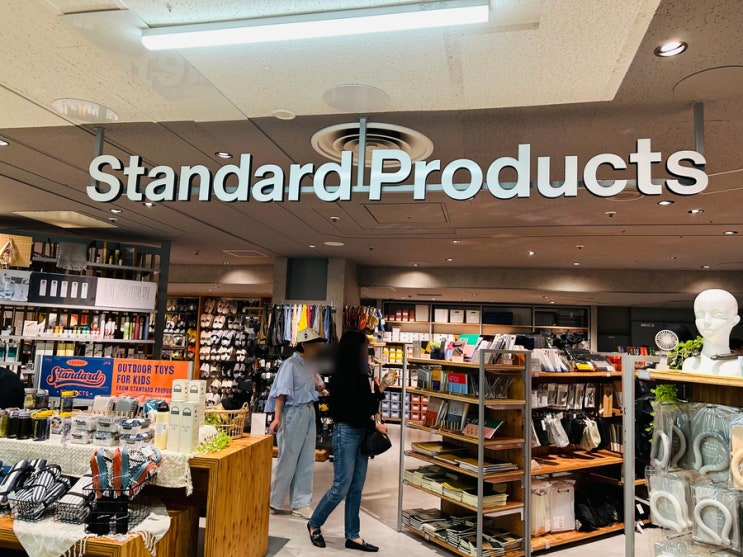 Standard Products
Standard
OUTDOOR TOYS
FOR KIDS
FROM STANDARD PRODUCTS